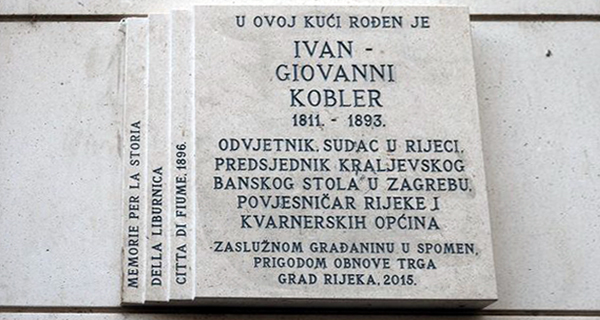 MEMORIE PER LA STORIA
DELLA LIBURNICA
CITTA DI FIUME, 1896.
U OVOJ KUĆI ROĐEN JE
IVAN -
GIOVANNI
KOBLER
1811. - 1893.
ODVJETNIK, SUDAC U RIJECI,
PREDSJEDNIK KRALJEVSKOG
BANSKOG STOLA U ZAGREBU,
POVJESNIČAR RIJEKE I
KVARNERSKIH OPĆINA
ZASLUŽNOM GRAĐANINU U SPOMEN,
PRIGODOM OBNOVE TRGA
GRAD RIJEKA, 2015.